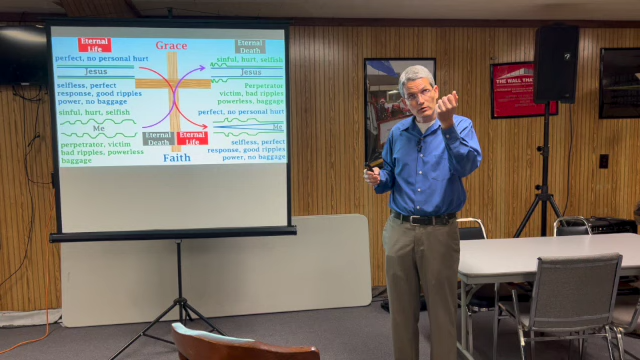 Eternal
Life
Grace
Eternal
Death
perfect, no personal hurt
sinful, hurt, selfish
Jesus
Jesus
selfless, perfect
response, good ripples
power, no baggage
Perpetrator
victim, bad ripples
powerless, baggage
sinful, hurt, selfish
perfect, no personal hurt
Me
Me
Eternal
Death
Eternal
Life
perpetrator, victim
bad ripples, powerless
baggage
selfless, perfect
response, good ripples
power, no baggage
Faith
THE WALL THA